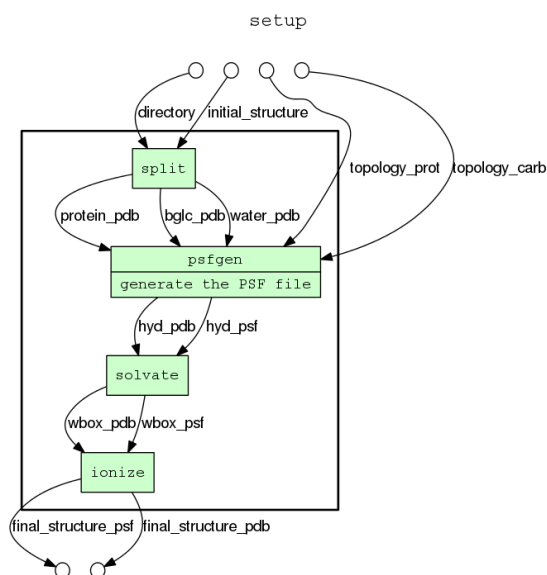 setup
directory
initial_structure
split
topology_prot
topology_carb
protein_pdb
bglc_pdb
water_pdb
psfgen
generate the PSF file
hyd_pdb
hyd_psf
solvate
wbox_pdb
wbox_psf
ionize
final_structure_psf
final_structure_pdb